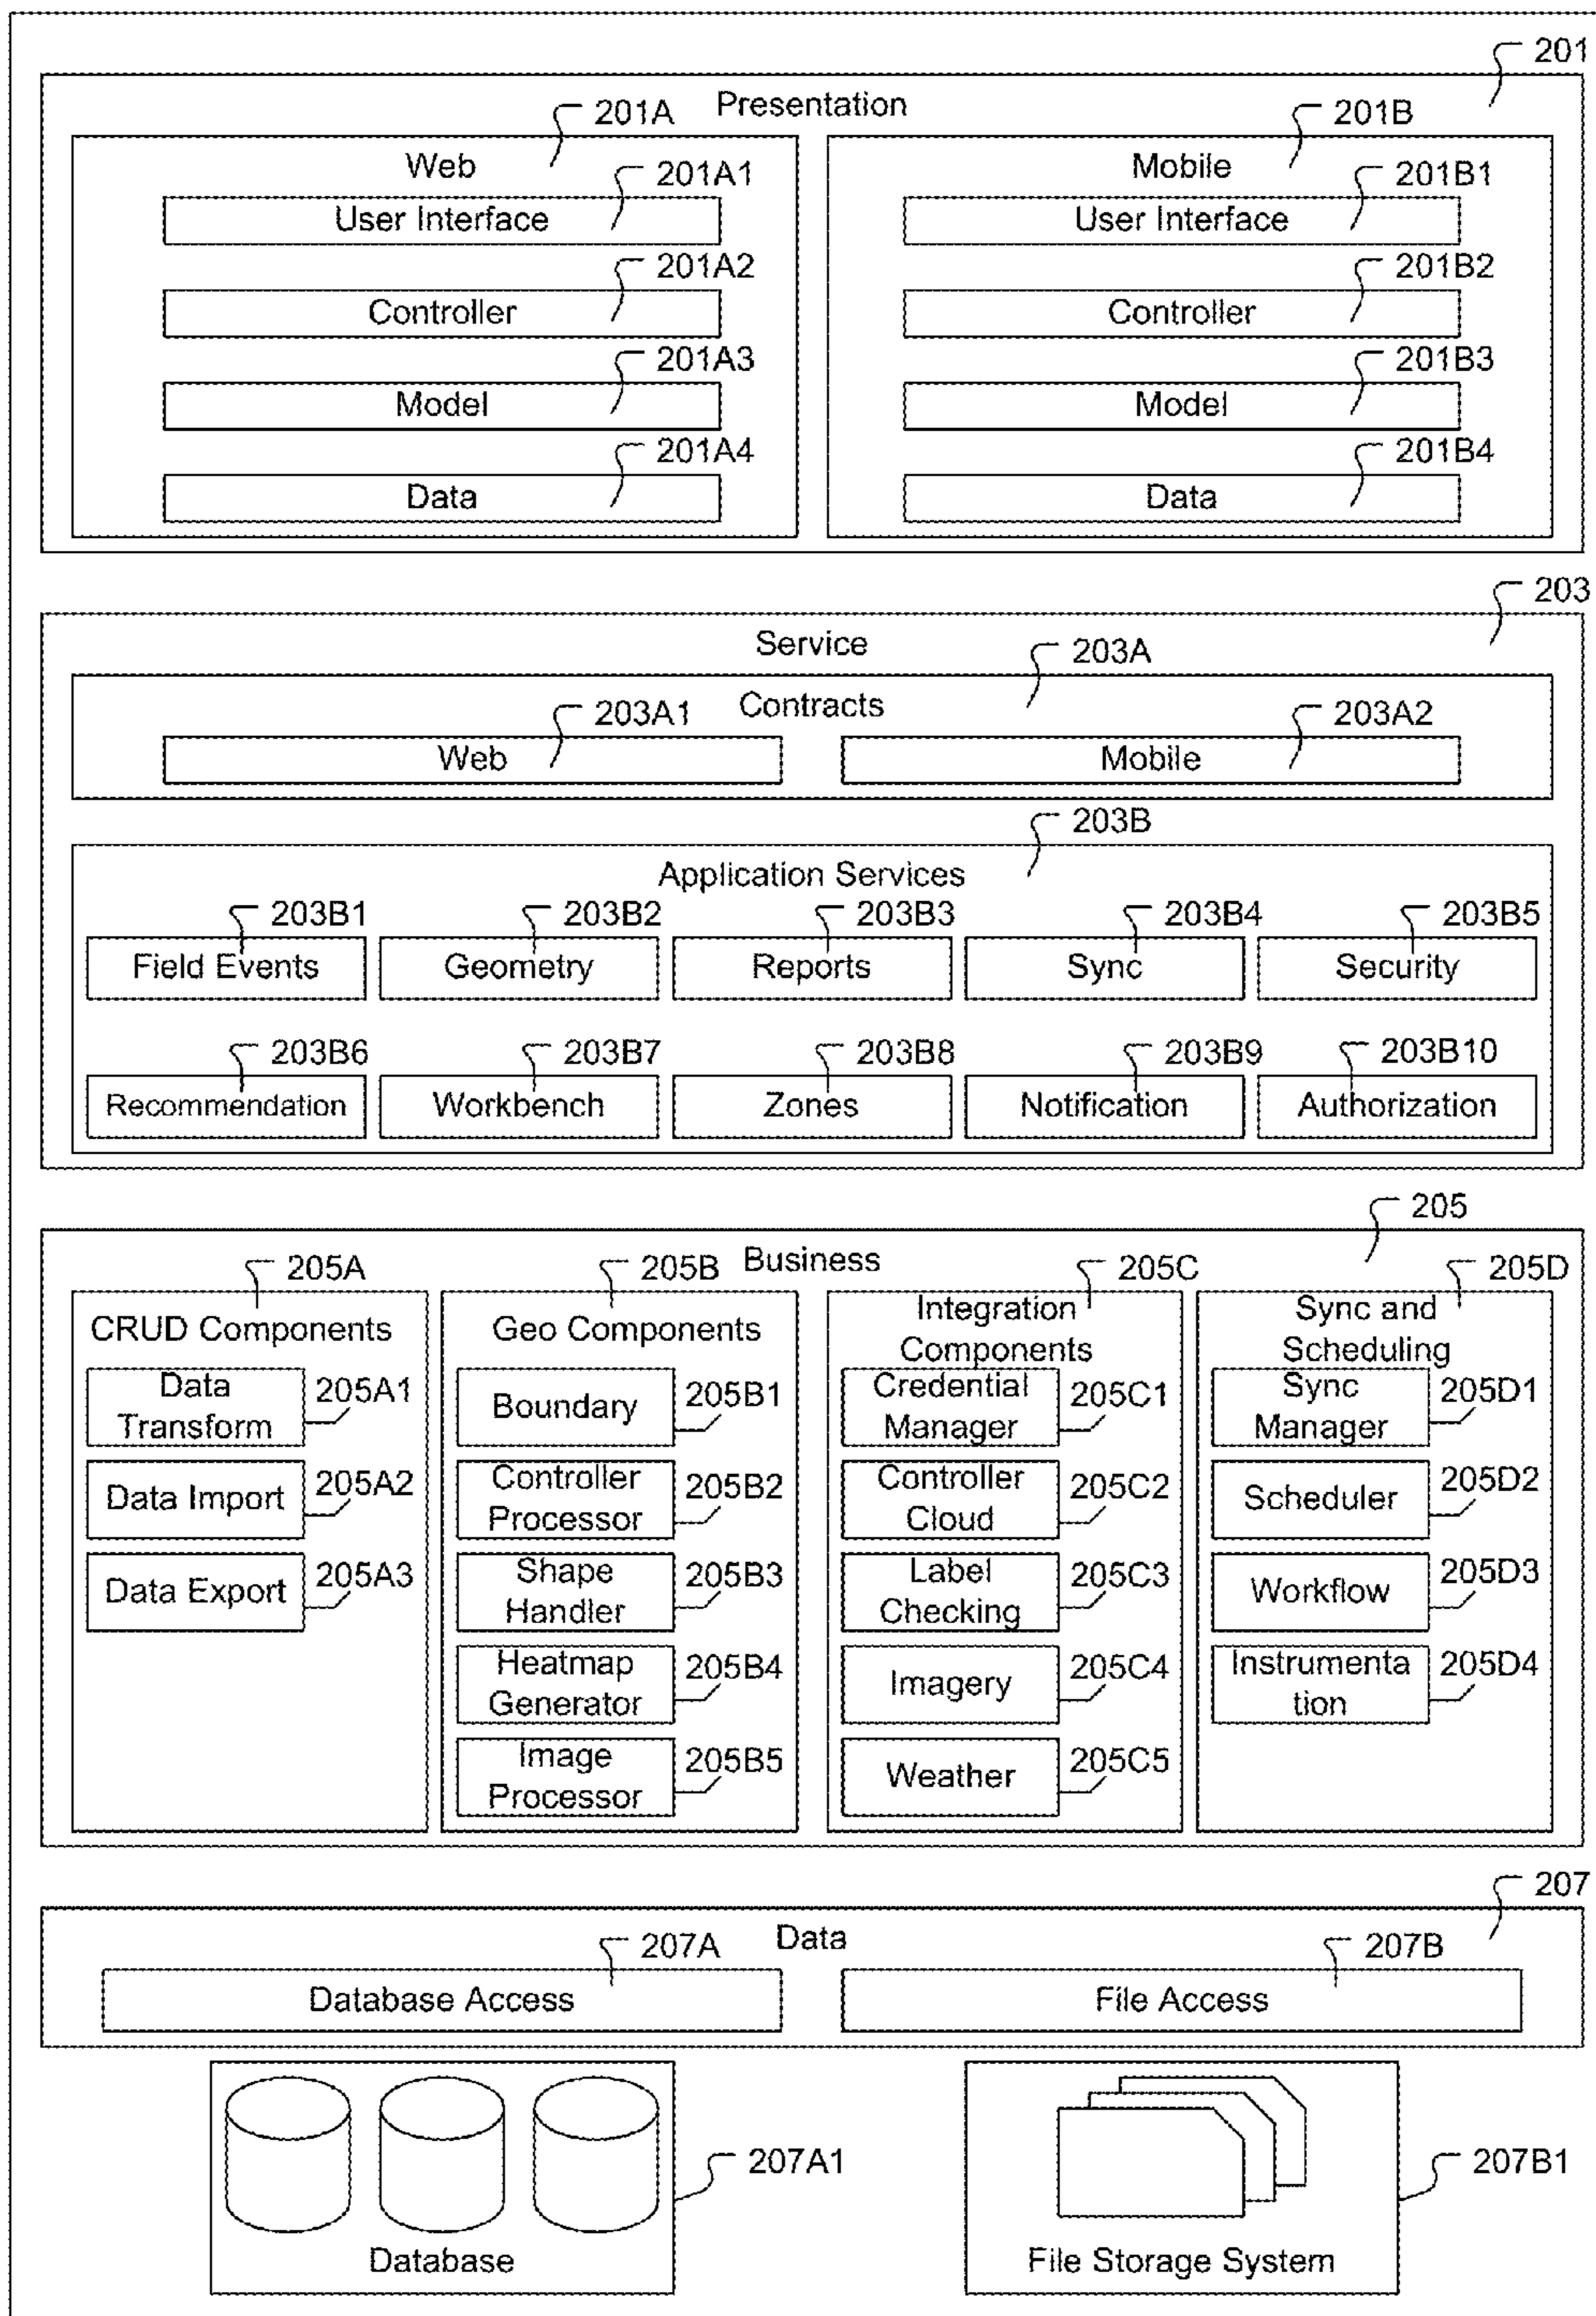 201
Presentation
201A
201B
Web
Mobile
201A1
201B1
User Interface
User Interface
201A2
201B2
Controller
Controller
201A3
201B3
Model
Model
201A4
201B4
Data
Data
203
Service
203A
Contracts
203A1
203A2
Web
Mobile
203B
Application Services
203B1
203B2
203B3
203B4
203B5
Field Events
Geometry
Reports
Sync
Security
203B6
203B7
203B8
203B9
203B10
Recommendation
Workbench
Zones
Notification
Authorization
205
Business
205A
205B
205C
205D
CRUD Components
Data
Transform
205A1
Data Import
205A2
Data Export
205A3
Geo Components
Boundary
205B1
Controller
Processor
205B2
Shape
Handler
205B3
Heatmap
Generator
205B4
Image
Processor
205B5
Integration
Components
Credential
Manager
205C1
Controller
Cloud
205C2
Label
Checking
205C3
Imagery
205C4
Weather
205C5
Sync and
Scheduling
Sync
Manager
205D1
Scheduler
205D2
Workflow
205D3
Instrumenta
tion
205D4
207
Data
207A
207B
Database Access
File Access
207A1
207B1
Database
File Storage System